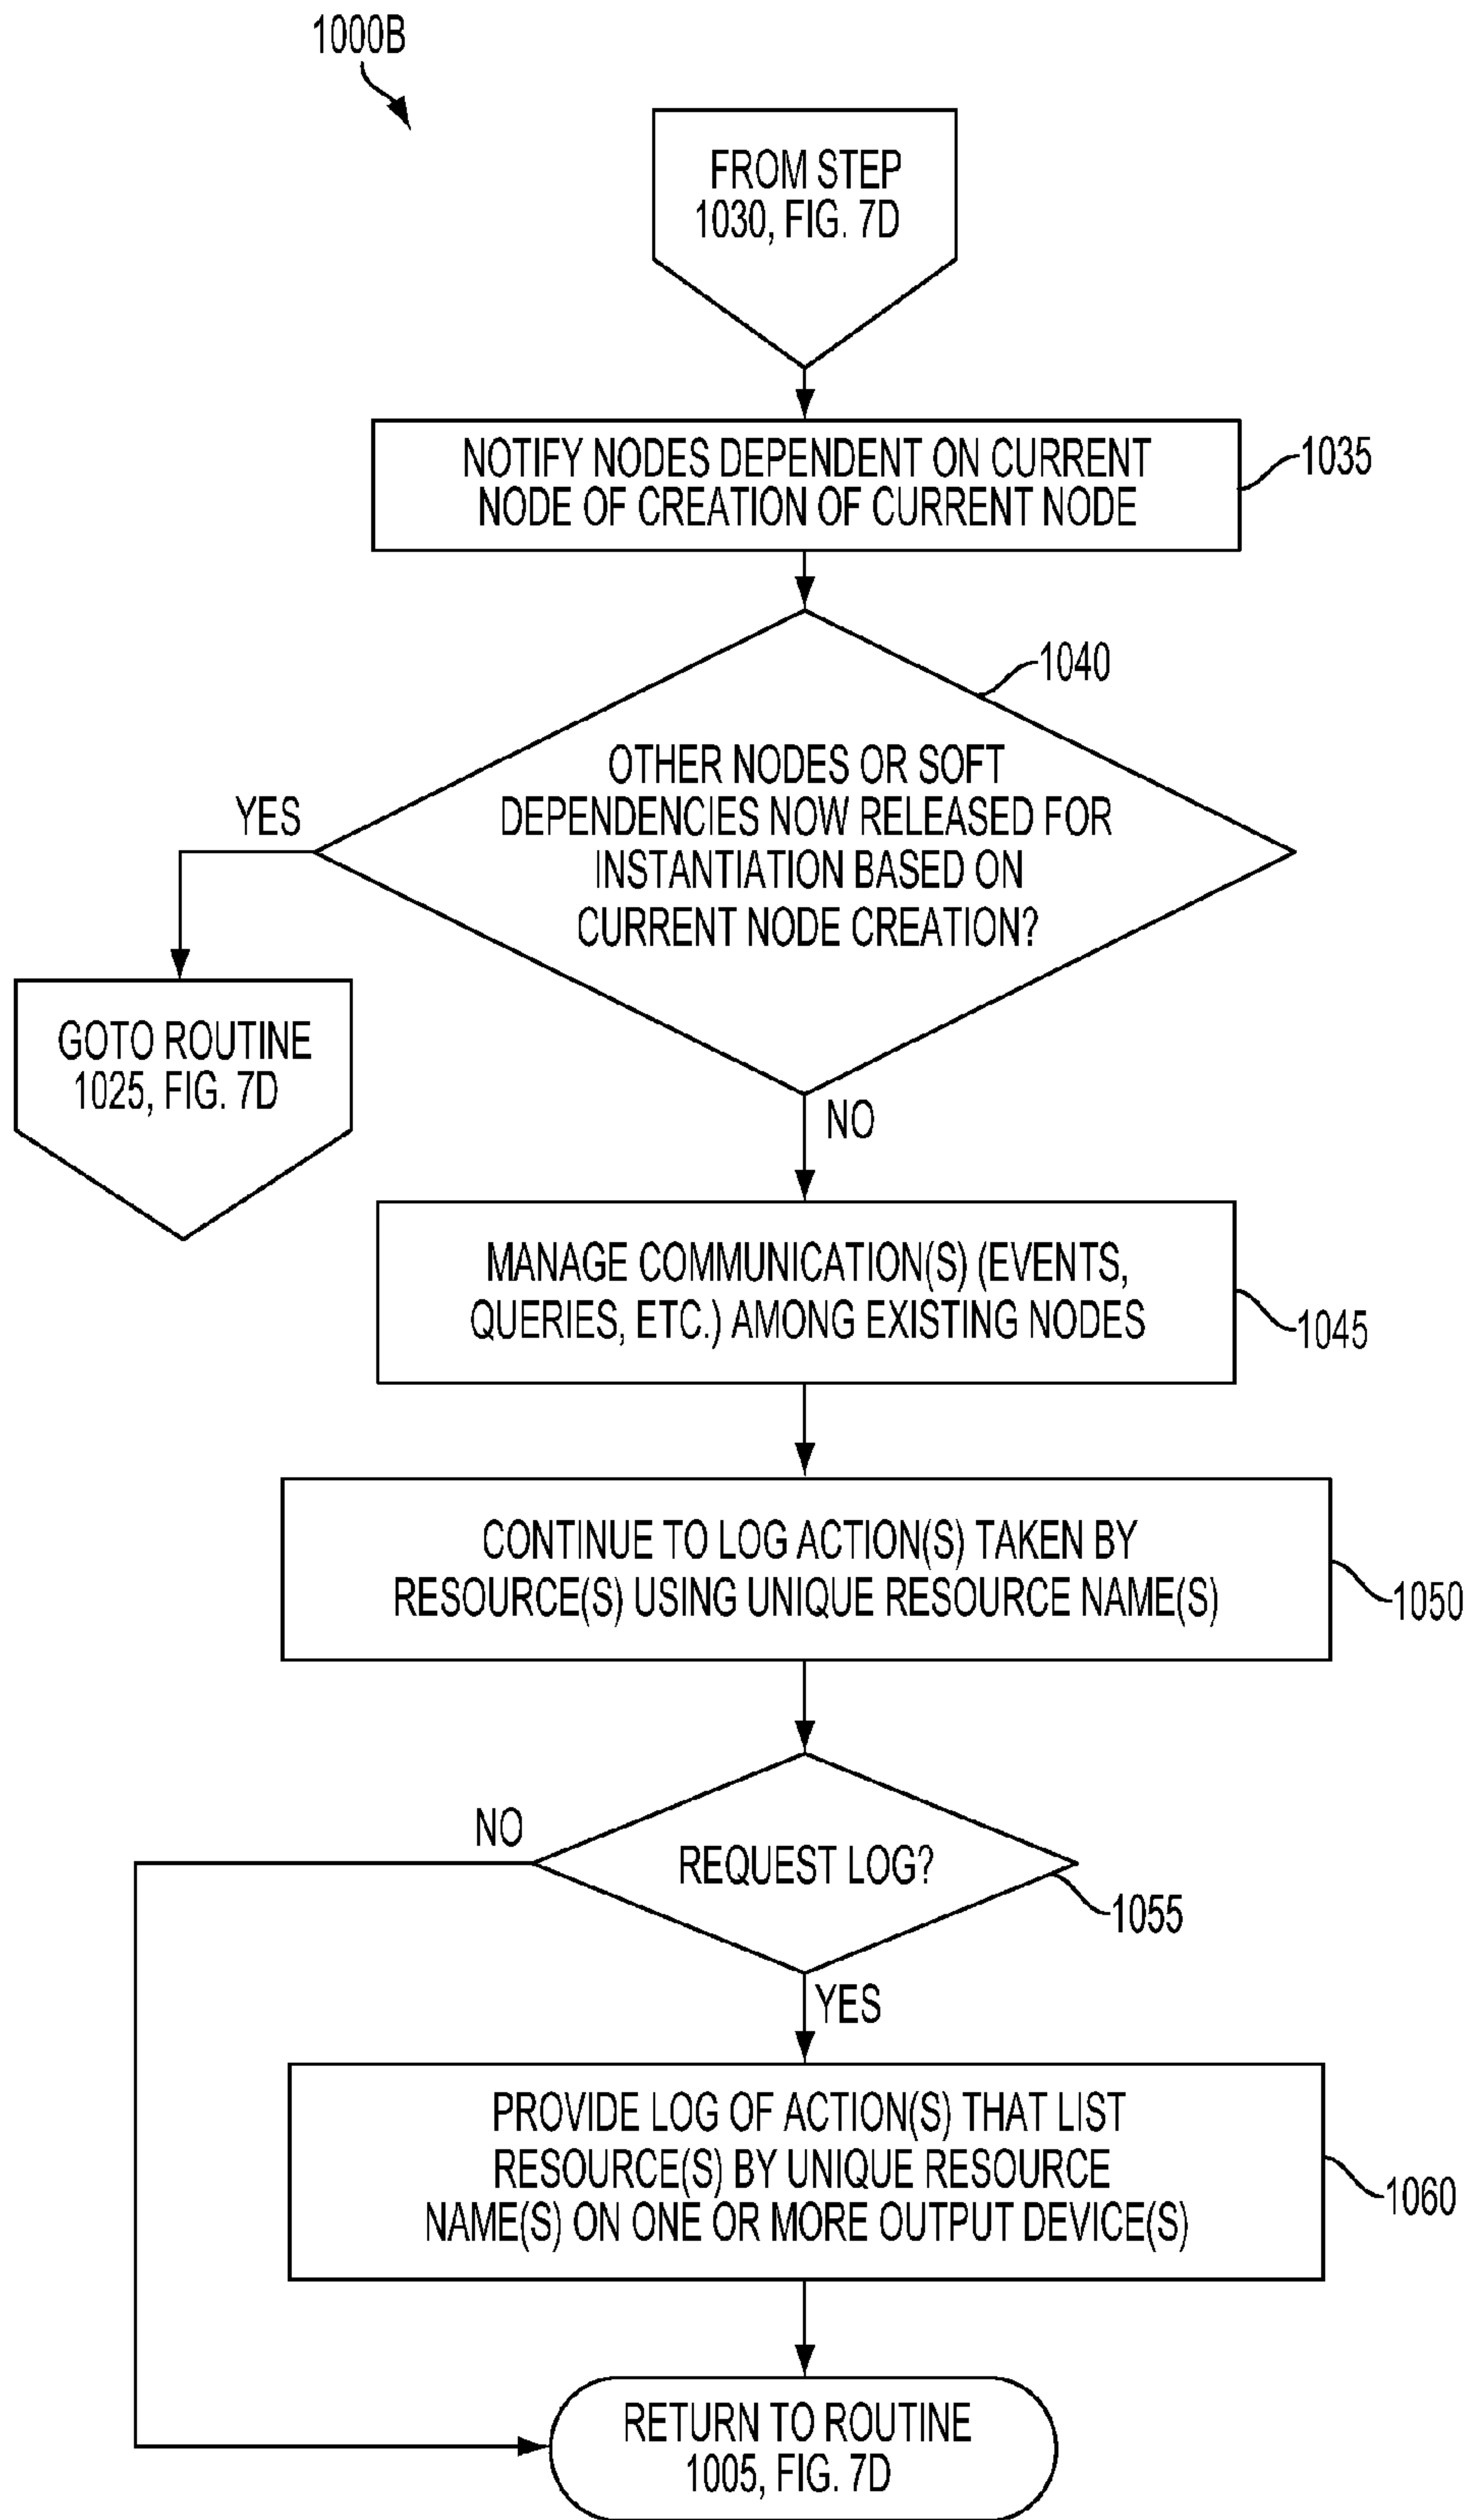 1000B
FROM STEP
1030, FIG. 7D
NOTIFY NODES DEPENDENT ON CURRENT
NODE OF CREATION OF CURRENT NODE
1035
1040
OTHER NODES OR SOFT
DEPENDENCIES NOW RELEASED FOR
INSTANTIATION BASED ON
CURRENT NODE CREATION?
YES
GOTO ROUTINE
1025, FIG. 7D
NO
MANAGE COMMUNICATION(S) (EVENTS,
QUERIES, ETC.) AMONG EXISTING NODES
1045
CONTINUE TO LOG ACTION(S) TAKEN BY
RESOURCE(S) USING UNIQUE RESOURCE NAME(S)
1050
NO
REQUEST LOG?
1055
YES
PROVIDE LOG OF ACTION(S) THAT LIST
RESOURCE(S) BY UNIQUE RESOURCE
NAME(S) ON ONE OR MORE OUTPUT DEVICE(S)
1060
RETURN TO ROUTINE
1005, FIG. 7D